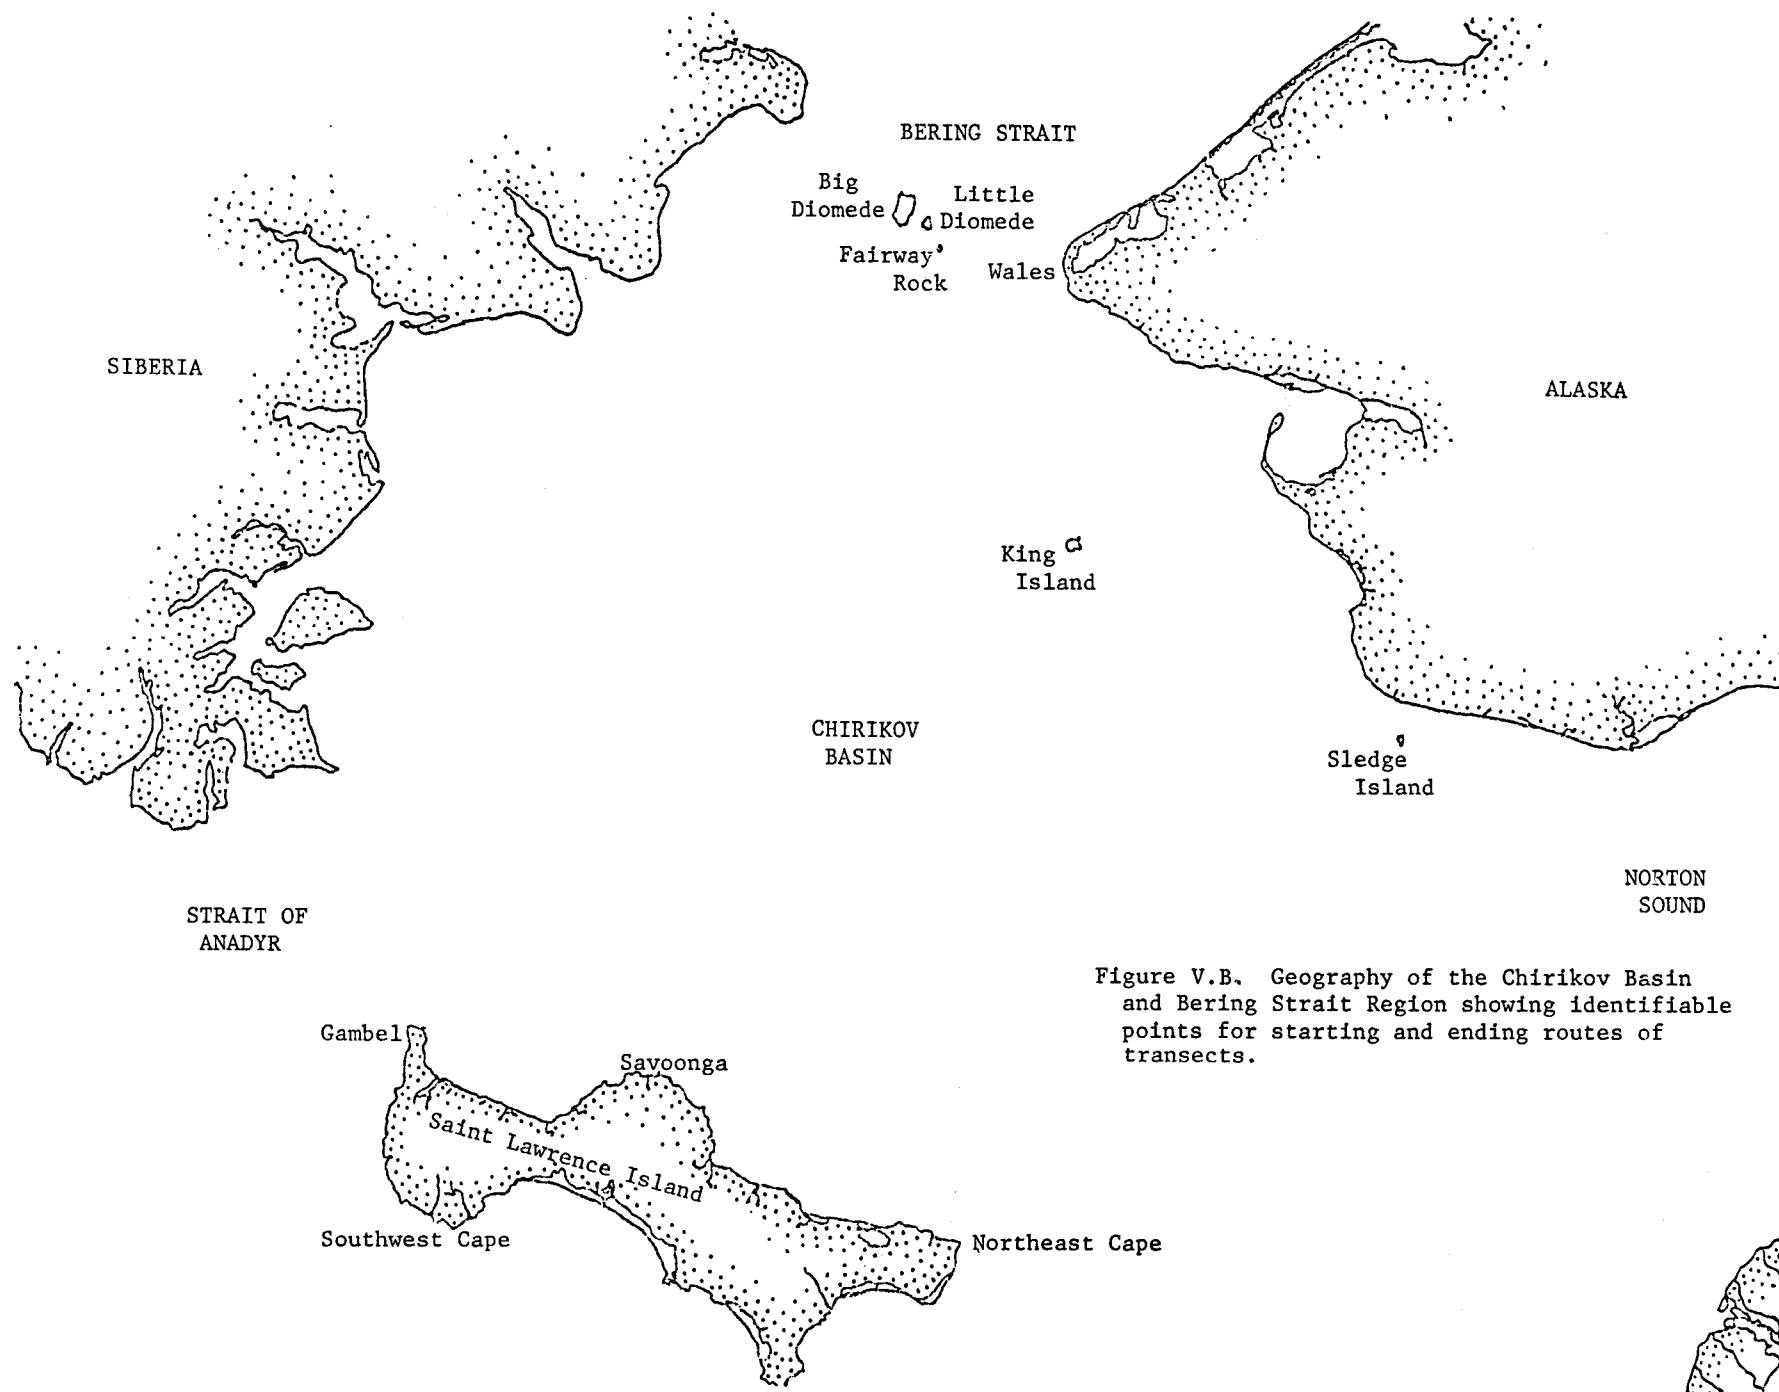 BERING STRAIT
Big
Diomede
Little
Diomede
Fairway
Rock
Wales
SIBERIA
ALASKA
King
Island
CHIRIKOV
BASIN
Sledge
Island
NORTON
SOUND
STRAIT OF
ANADYR
Figure V.B. Geography of the Chirikov Basin
and Bering Strait Region showing identifiable
points for starting and ending routes of
transects.
Gambel
Savoonga
Saint Lawrence Island
Southwest Cape
Northeast Cape